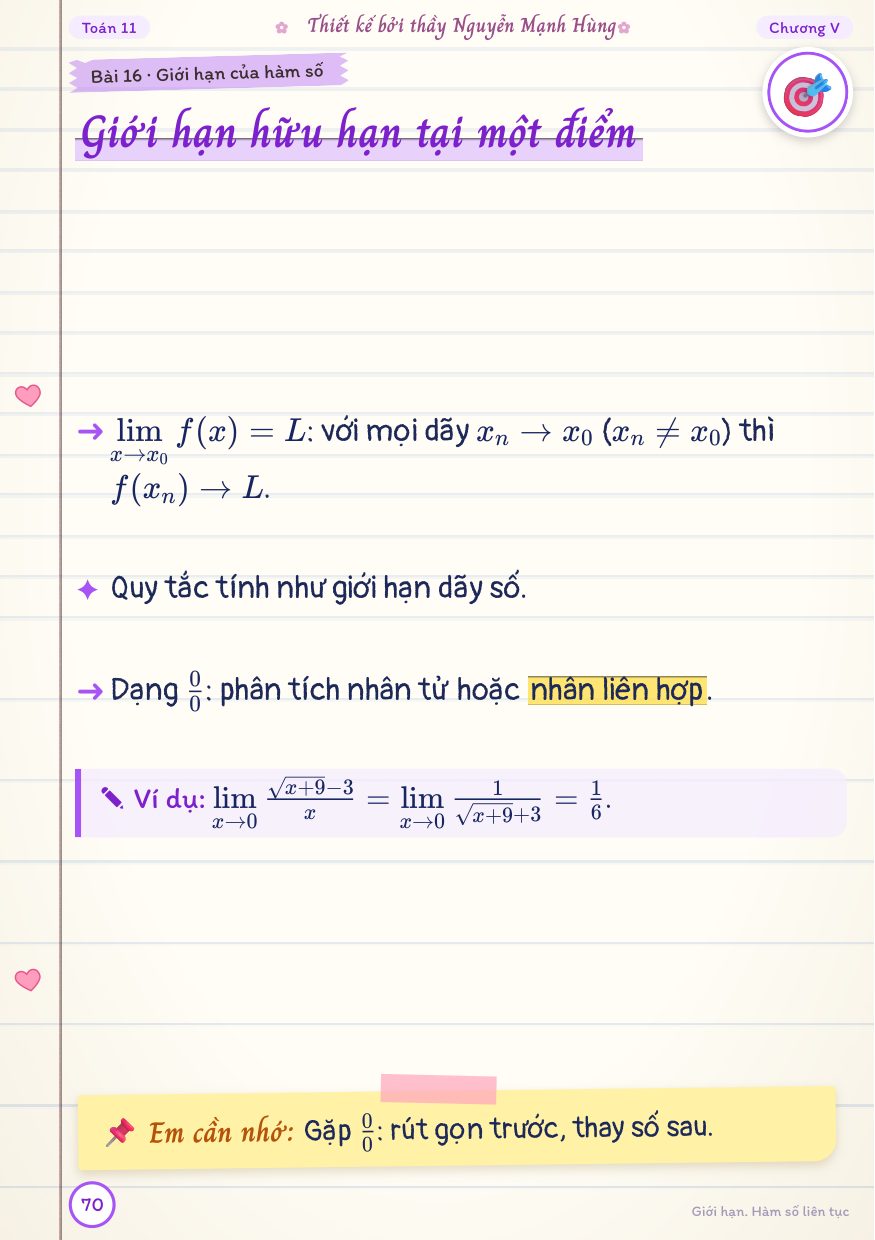 Toán 11
Thiết kế bởi thầy Nguyễn Mạnh Hùng
Chương V
Bài 16 · Giới hạn của hàm số
Giới hạn hữu hạn tại một điểm
→ lim_{x→x₀} f(x) = L: với mọi dãy xₙ → x₀ (xₙ ≠ x₀) thì
f(xₙ) → L.
Quy tắc tính như giới hạn dãy số.
→ Dạng 0/0: phân tích nhân tử hoặc nhân liên hợp.
Ví dụ: lim_{x→0} (√(x+9)−3)/x = lim_{x→0} 1/(√(x+9)+3) = 1/6.
Em cần nhớ: Gặp 0/0: rút gọn trước, thay số sau.
70
Giới hạn. Hàm số liên tục